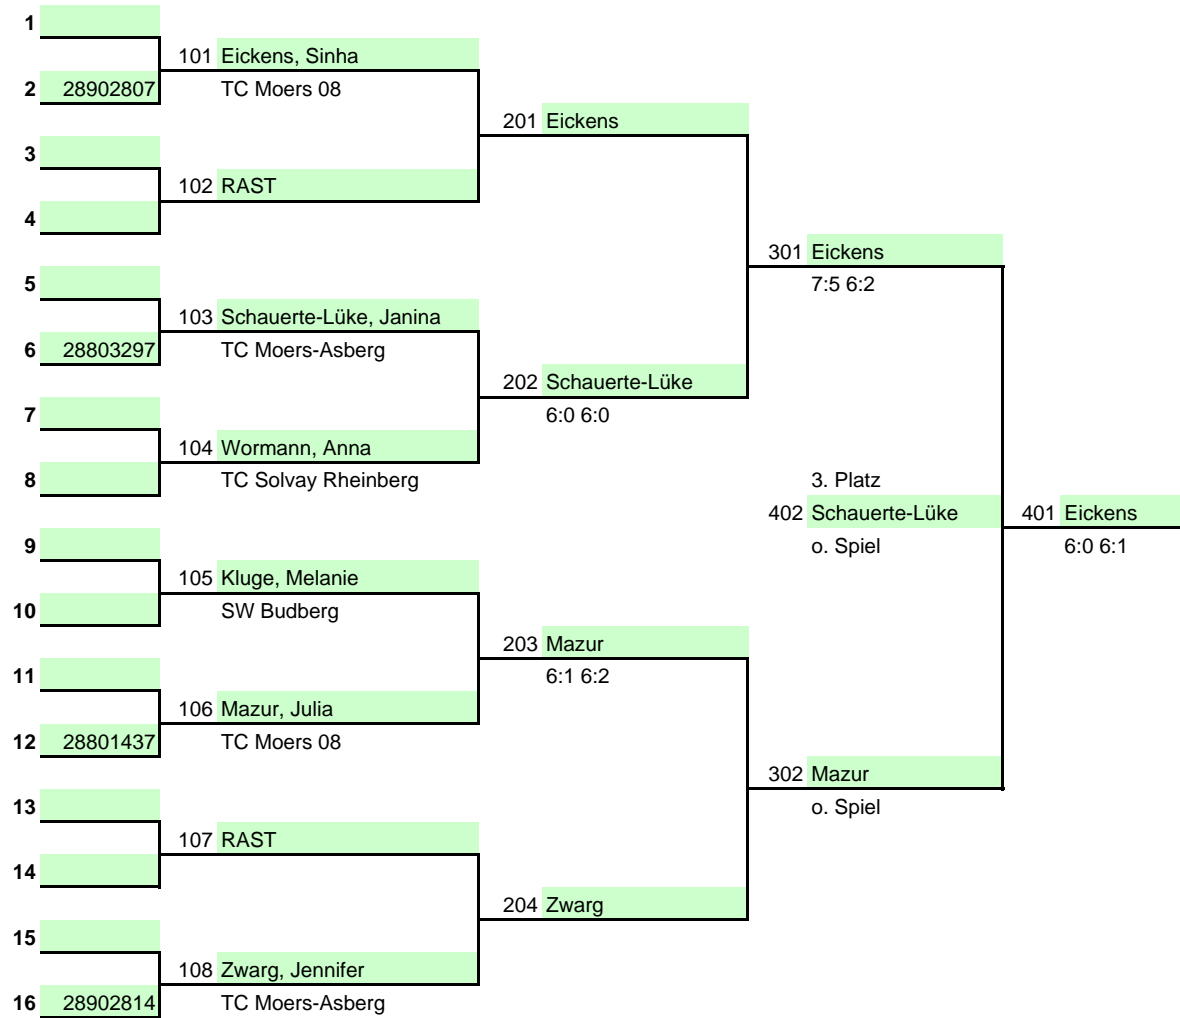 1
101 Eickens, Sinha
2 28902807 TC Moers 08
201 Eickens
3
102 RAST
4
301 Eickens
5 7:5 6:2
103 Schauerte-Lüke, Janina
6 28803297 TC Moers-Asberg
202 Schauerte-Lüke
7 6:0 6:0
104 Wormann, Anna
8 TC Solvay Rheinberg 3. Platz
402 Schauerte-Lüke 401 Eickens
9 o. Spiel 6:0 6:1
105 Kluge, Melanie
10 SW Budberg
203 Mazur
11 6:1 6:2
106 Mazur, Julia
12 28801437 TC Moers 08
302 Mazur
13 o. Spiel
107 RAST
14
204 Zwarg
15
108 Zwarg, Jennifer
16 28902814 TC Moers-Asberg